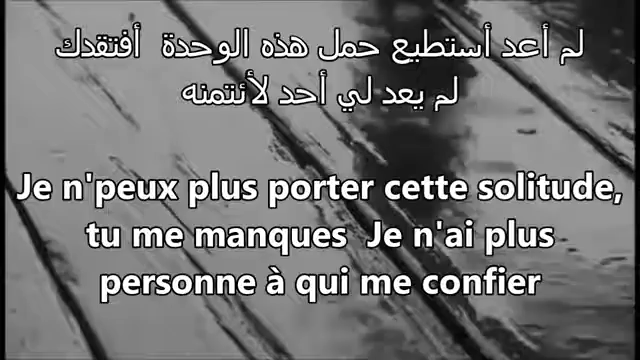 لم أعد أستطيع حمل هذه الوحدة أفتقدك
لم يعد لي أحد لأئتمنه
Je n'peux plus porter cette solitude,
tu me manques Je n'ai plus
personne à qui me confier